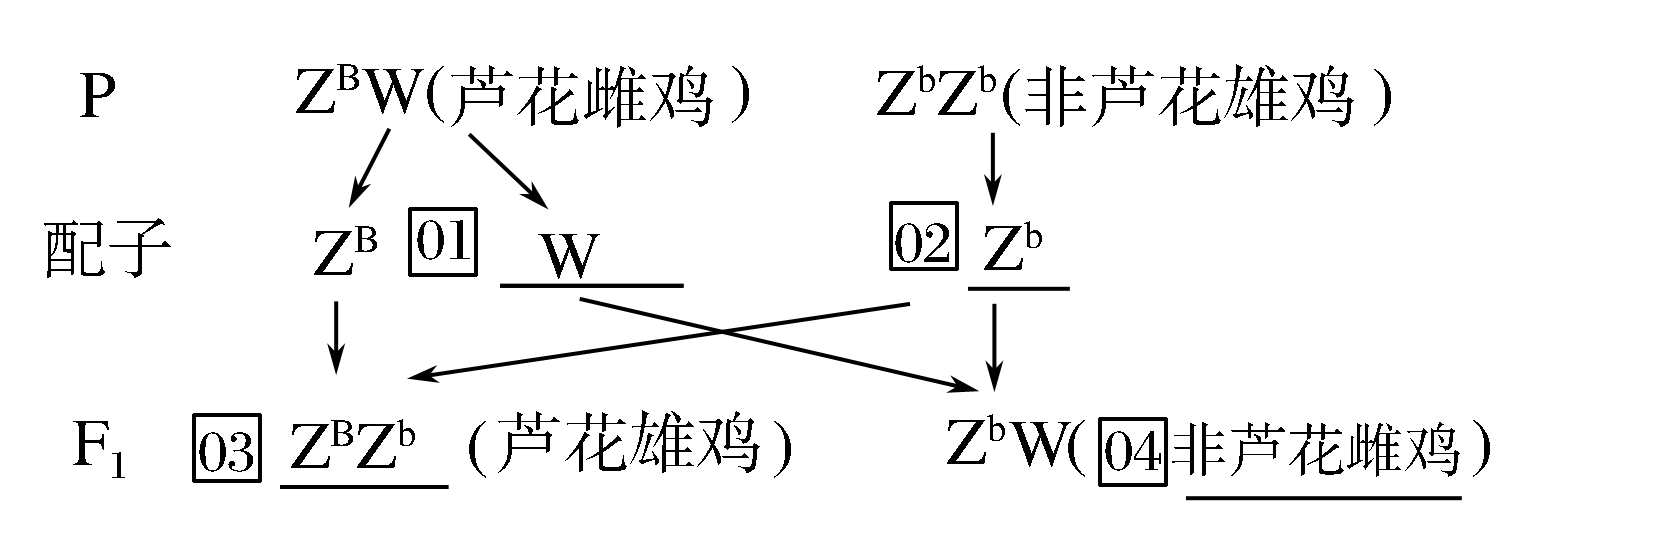 P ZᴮW(芦花雌鸡) ZᵇZᵇ(非芦花雄鸡)
配子 Zᴮ 01 W 02 Zᵇ
F₁ 03 ZᴮZᵇ (芦花雄鸡) ZᵇW(04非芦花雌鸡)